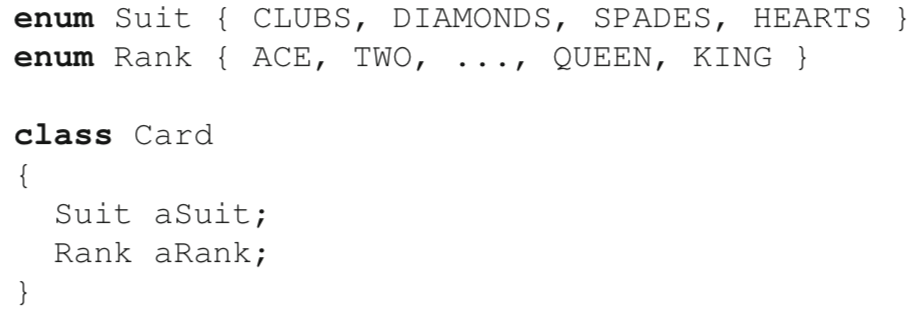 enum Suit { CLUBS, DIAMONDS, SPADES, HEARTS }
enum Rank { ACE, TWO, ..., QUEEN, KING }

class Card
{
  Suit aSuit;
  Rank aRank;
}